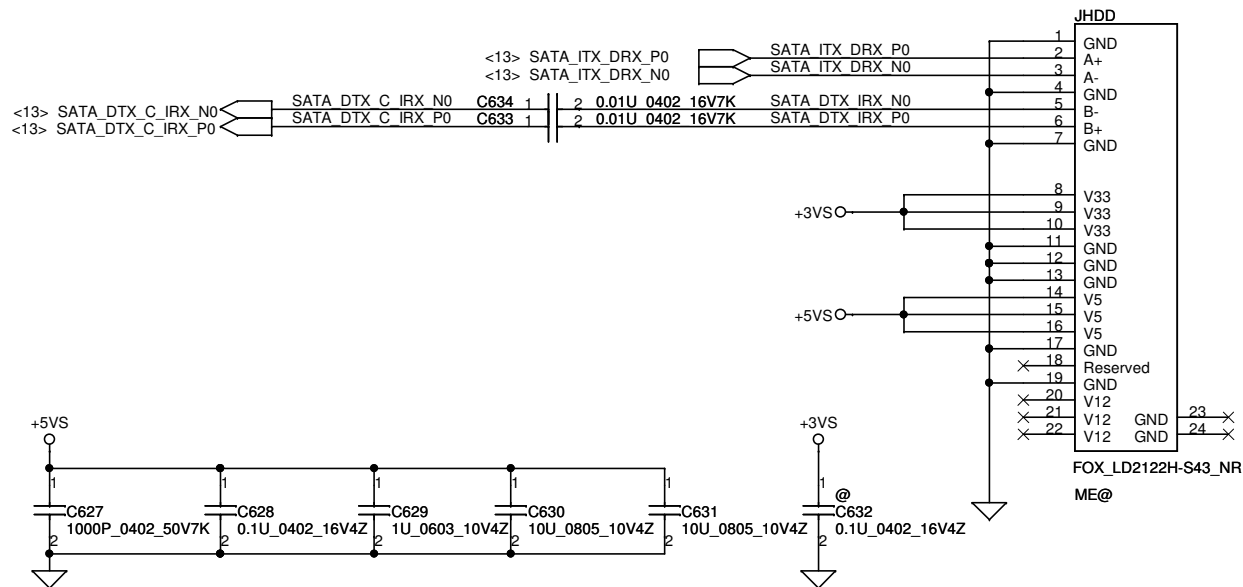 JHDD
1 GND
<13> SATA_ITX_DRX_P0 SATA_ITX_DRX_P0 2 A+
<13> SATA_ITX_DRX_N0 SATA_ITX_DRX_N0 3 A-
4 GND
<13> SATA_DTX_C_IRX_N0 SATA_DTX_C_IRX_N0 C634 1 2 0.01U_0402_16V7K SATA_DTX_IRX_N0 5 B-
<13> SATA_DTX_C_IRX_P0 SATA_DTX_C_IRX_P0 C633 1 2 0.01U_0402_16V7K SATA_DTX_IRX_P0 6 B+
7 GND
8 V33
+3VS 9 V33
10 V33
11 GND
12 GND
13 GND
14 V5
+5VS 15 V5
16 V5
17 GND
18 Reserved
19 GND
20 V12
21 V12 GND 23
22 V12 GND 24
FOX_LD2122H-S43_NR
ME@
+5VS
1 C627 1000P_0402_50V7K 2
1 C628 0.1U_0402_16V4Z 2
1 C629 1U_0603_10V4Z 2
1 C630 10U_0805_10V4Z 2
1 C631 10U_0805_10V4Z 2
+3VS
1 @ C632 0.1U_0402_16V4Z 2